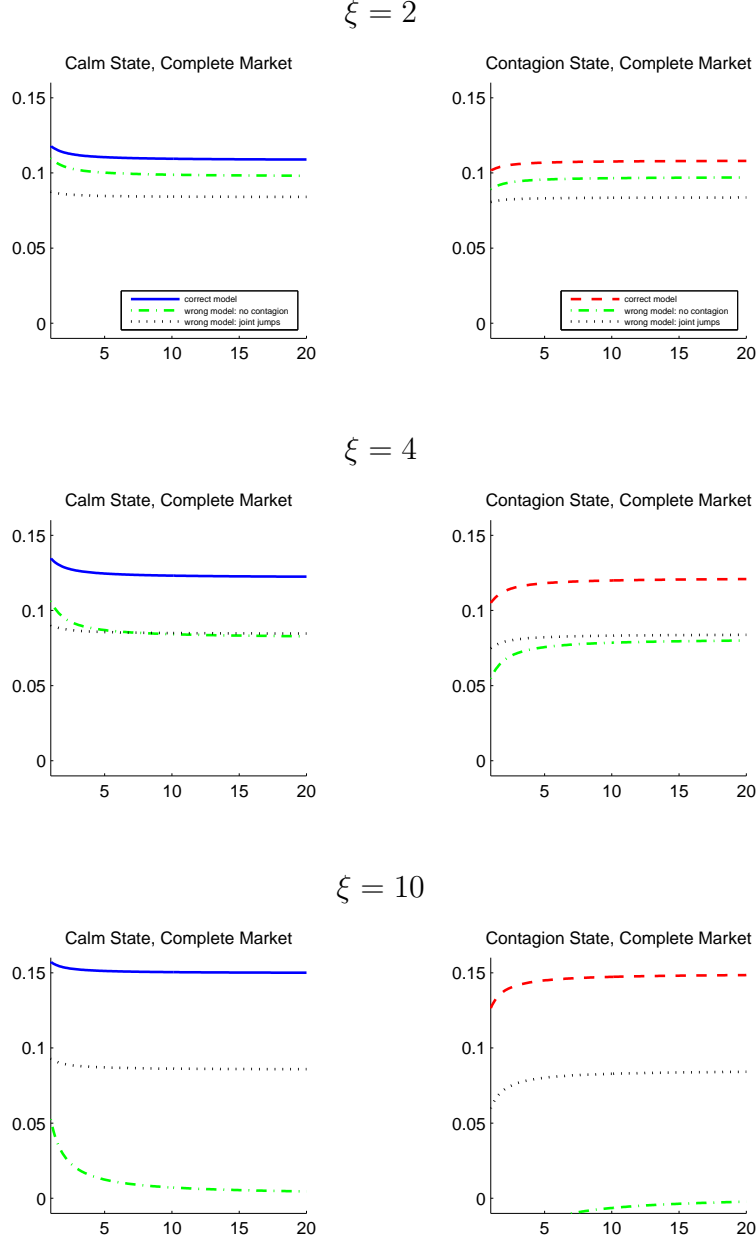 ξ = 2
Calm State, Complete Market
0.15
0.1
0.05
0
correct model
wrong model: no contagion
wrong model: joint jumps
5 10 15 20
Contagion State, Complete Market
0.15
0.1
0.05
0
correct model
wrong model: no contagion
wrong model: joint jumps
5 10 15 20
ξ = 4
Calm State, Complete Market
0.15
0.1
0.05
0
5 10 15 20
Contagion State, Complete Market
0.15
0.1
0.05
0
5 10 15 20
ξ = 10
Calm State, Complete Market
0.15
0.1
0.05
0
5 10 15 20
Contagion State, Complete Market
0.15
0.1
0.05
0
5 10 15 20